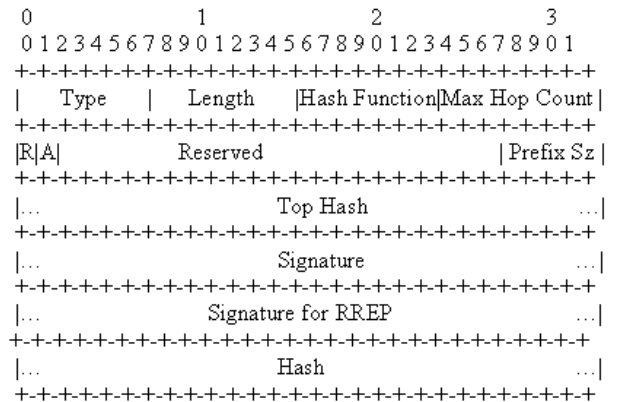 0 1 2 3
0 1 2 3 4 5 6 7 8 9 0 1 2 3 4 5 6 7 8 9 0 1 2 3 4 5 6 7 8 9 0 1
+-+-+-+-+-+-+-+-+-+-+-+-+-+-+-+-+-+-+-+-+-+-+-+-+-+-+-+-+-+-+-+-+
| Type | Length |Hash Function|Max Hop Count|
+-+-+-+-+-+-+-+-+-+-+-+-+-+-+-+-+-+-+-+-+-+-+-+-+-+-+-+-+-+-+-+-+
|R|A| Reserved | Prefix Sz |
+-+-+-+-+-+-+-+-+-+-+-+-+-+-+-+-+-+-+-+-+-+-+-+-+-+-+-+-+-+-+-+-+
|... Top Hash ...|
+-+-+-+-+-+-+-+-+-+-+-+-+-+-+-+-+-+-+-+-+-+-+-+-+-+-+-+-+-+-+-+-+
|... Signature ...|
+-+-+-+-+-+-+-+-+-+-+-+-+-+-+-+-+-+-+-+-+-+-+-+-+-+-+-+-+-+-+-+-+
|... Signature for RREP ...|
+-+-+-+-+-+-+-+-+-+-+-+-+-+-+-+-+-+-+-+-+-+-+-+-+-+-+-+-+-+-+-+-+
|... Hash ...|
+-+-+-+-+-+-+-+-+-+-+-+-+-+-+-+-+-+-+-+-+-+-+-+-+-+-+-+-+-+-+-+-+